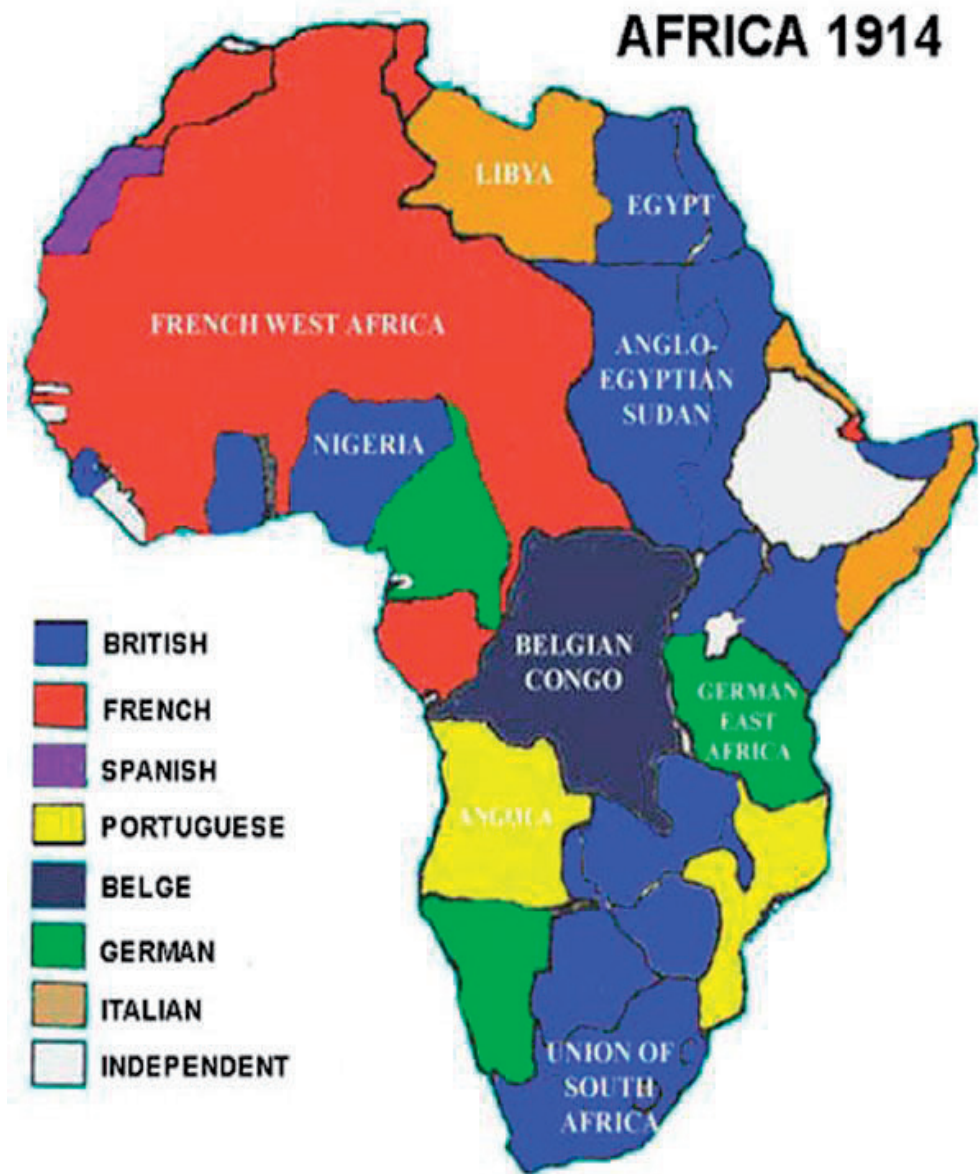 AFRICA 1914
LIBYA
EGYPT
FRENCH WEST AFRICA
ANGLO-
EGYPTIAN
SUDAN
NIGERIA
BELGIAN
CONGO
GERMAN
EAST
AFRICA
ANGOLA
UNION OF
SOUTH
AFRICA
BRITISH
FRENCH
SPANISH
PORTUGUESE
BELGE
GERMAN
ITALIAN
INDEPENDENT